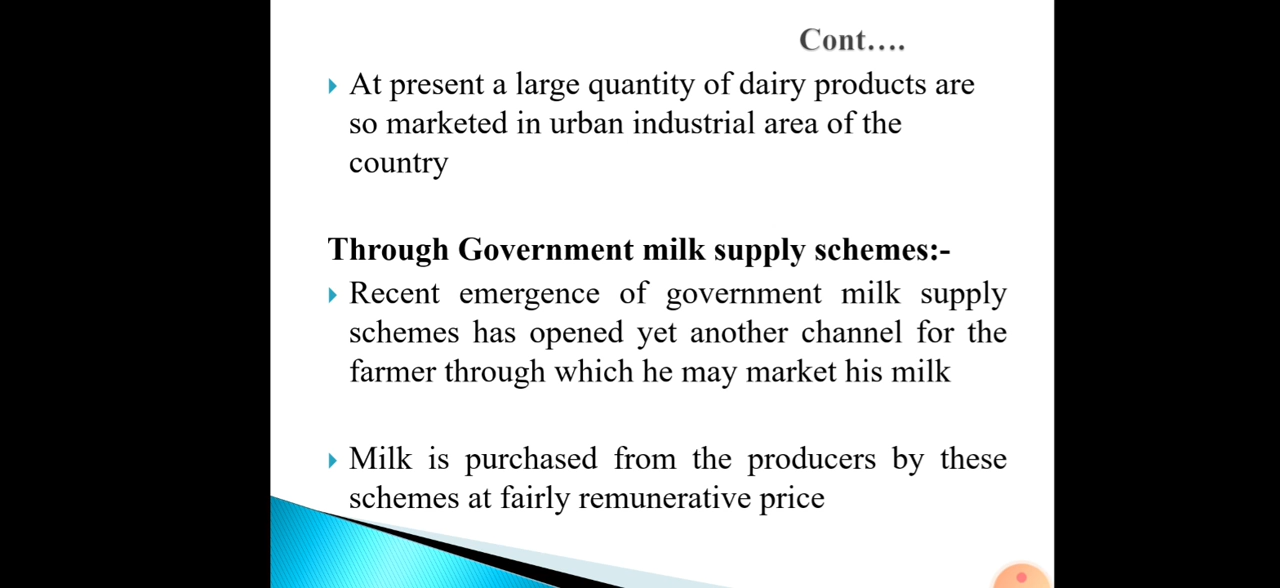 Cont....
At present a large quantity of dairy products are
so marketed in urban industrial area of the
country
Through Government milk supply schemes:-
Recent emergence of government milk supply
schemes has opened yet another channel for the
farmer through which he may market his milk
Milk is purchased from the producers by these
schemes at fairly remunerative price